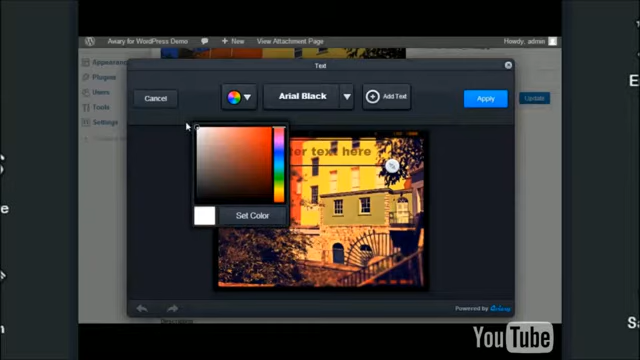 Aviary for WordPress Demo
+ New
View Attachment Page
Howdy, admin
Text
Appearance
Plugins
Users
Tools
Settings
Cancel
Arial Black
Add Text
Apply
Update
text here
Set Color
Powered by
YouTube